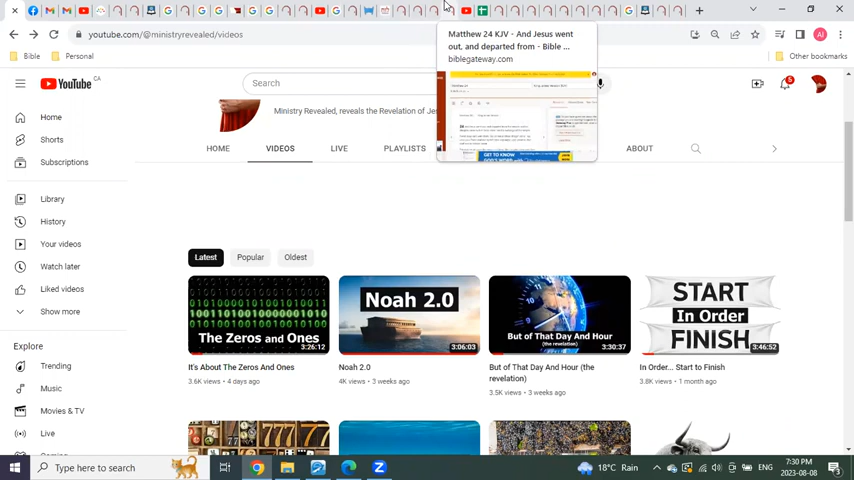 youtube.com/@ministryrevealed/videos
Bible
Personal
Other bookmarks
Matthew 24 KJV - And Jesus went
out, and departed from - Bible ...
biblegateway.com
YouTube
CA
Search
5
AI
Ministry Revealed, reveals the Revelation of Jes
HOME
VIDEOS
LIVE
PLAYLISTS
ABOUT
Home
Shorts
Subscriptions
Library
History
Your videos
Watch later
Liked videos
Show more
Explore
Trending
Music
Movies & TV
Live
Latest
Popular
Oldest
The Zeros and Ones
3:26:12
It's About The Zeros And Ones
3.6K views • 4 days ago
Noah 2.0
3:06:03
Noah 2.0
4K views • 3 weeks ago
But of That Day And Hour
(the revelation)
3:30:37
But of That Day And Hour (the
revelation)
3.5K views • 3 weeks ago
START
In Order
FINISH
3:46:52
In Order... Start to Finish
3.8K views • 1 month ago
GET TO KNOW
Type here to search
18°C Rain
ENG
7:30 PM
2023-08-08
3